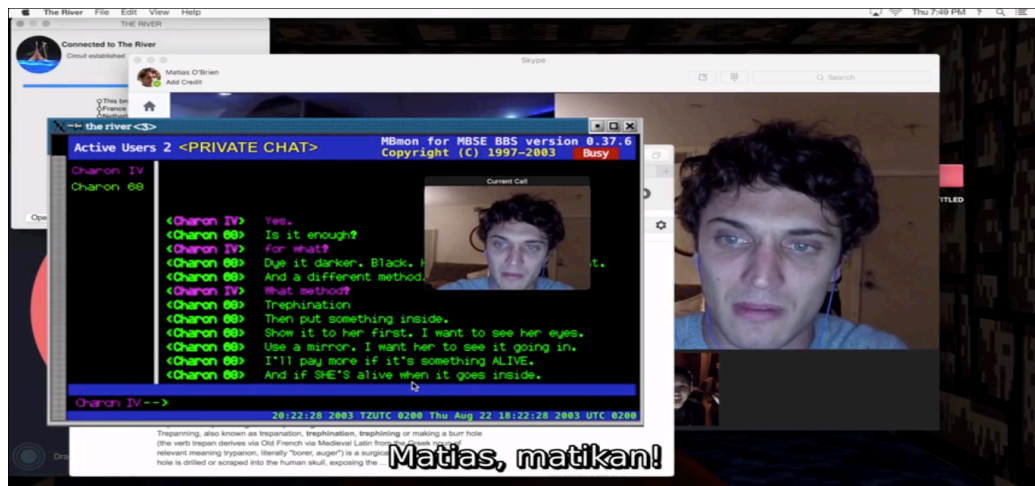 The River File Edit View Help
Thu 7:49 PM
THE RIVER
Connected to The River
Circuit established
Skype
Matias O'Brien
Add Credit
Search
France
the river <3>
Active Users 2 <PRIVATE CHAT>
MBmon for MBSE BBS version 0.37.6
Copyright (C) 1997-2003 Busy
Charon IV
Charon 68
Current Call
<Charon IV> Yes.
<Charon 68> Is it enough?
<Charon IV> for what?
<Charon 68> Dye it darker. Black.
<Charon 68> And a different method.
<Charon IV> What method?
<Charon 68> Trephination
<Charon 68> Then put something inside.
<Charon 68> Show it to her first. I want to see her eyes.
<Charon 68> Use a mirror. I want her to see it going in.
<Charon 68> I'll pay more if it's something ALIVE.
<Charon 68> And if SHE'S alive when it goes inside.
Charon IV-->
20:22:28 2003 TZUTC 0200 Thu Aug 22 18:22:28 2003 UTC 0200
Trepanning, also known as trepanation, trephination, trephining or making a burr hole
(the verb trepan derives via Old French via Medieval Latin from the Greek noun of
relevant meaning trypanon, literally "borer, auger") is a surgical
hole is drilled or scraped into the human skull, exposing the ...
Matias, matikan!